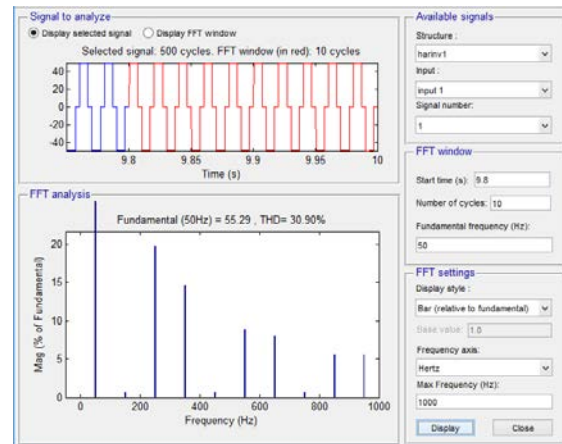 Signal to analyze
Display selected signal
Display FFT window
Selected signal: 500 cycles. FFT window (in red): 10 cycles
40
20
0
-20
-40
9.8
9.85
9.9
9.95
10
Time (s)
FFT analysis
Fundamental (50Hz) = 55.29 , THD= 30.90%
20
15
10
5
0
Mag (% of Fundamental)
0
200
400
600
800
1000
Frequency (Hz)
Available signals
Structure :
harinv1
Input :
input 1
Signal number:
1
FFT window
Start time (s): 9.8
Number of cycles: 10
Fundamental frequency (Hz):
50
FFT settings
Display style :
Bar (relative to fundamental)
Base value: 1.0
Frequency axis:
Hertz
Max Frequency (Hz):
1000
Display
Close